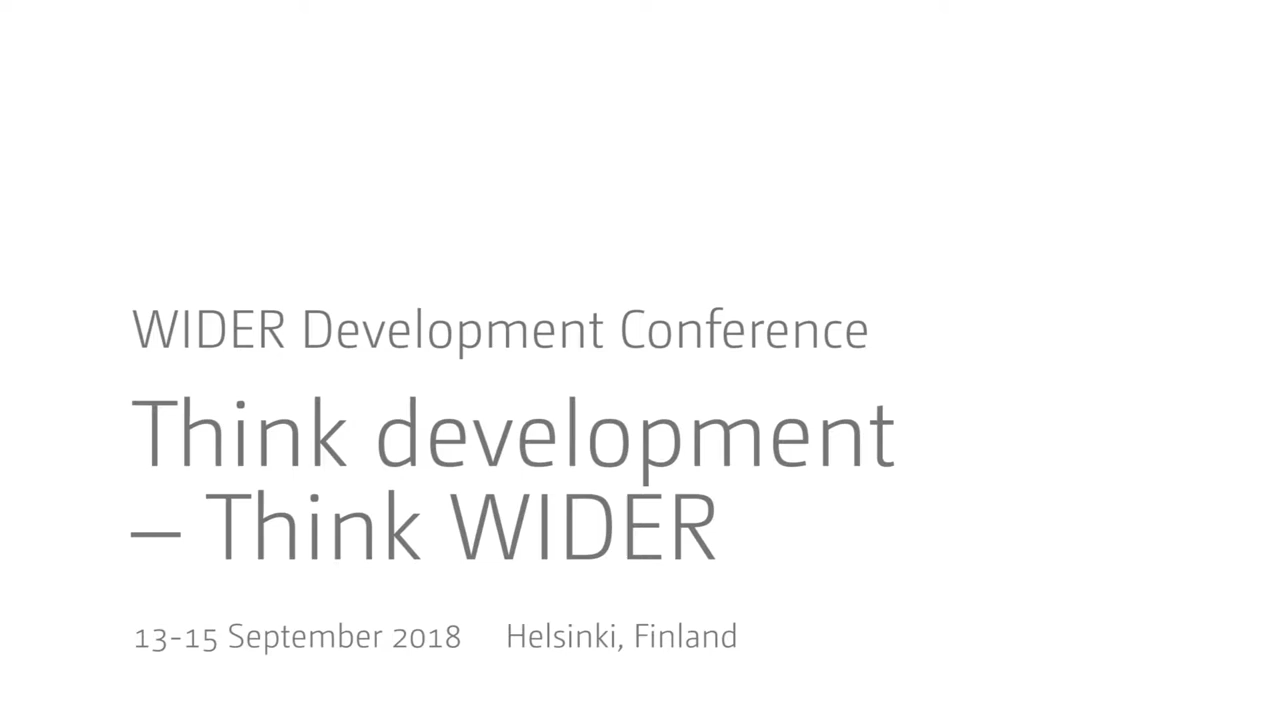 WIDER Development Conference
Think development
– Think WIDER
13-15 September 2018 Helsinki, Finland